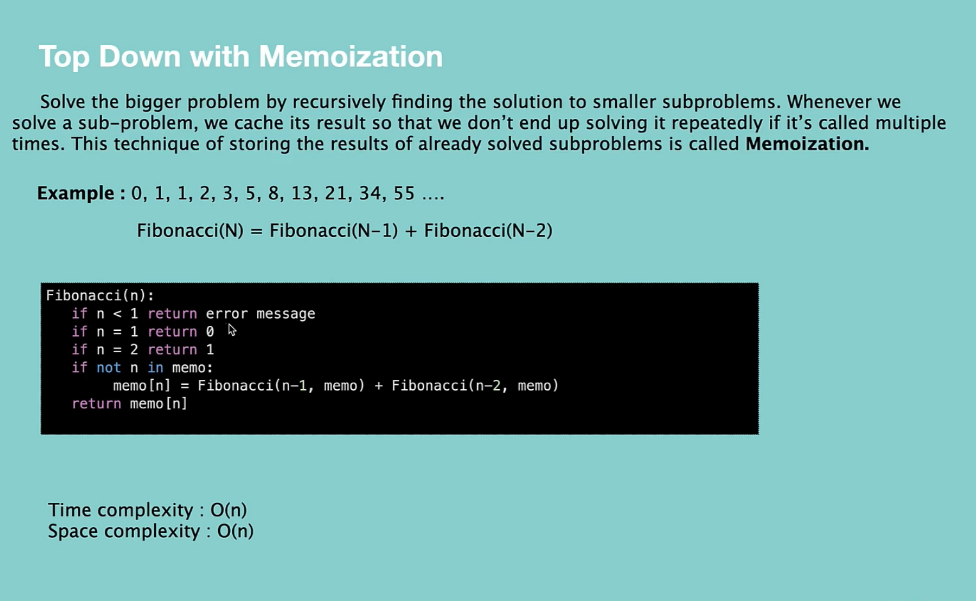 Top Down with Memoization
Solve the bigger problem by recursively finding the solution to smaller subproblems. Whenever we
solve a sub-problem, we cache its result so that we don't end up solving it repeatedly if it's called multiple
times. This technique of storing the results of already solved subproblems is called Memoization.
Example : 0, 1, 1, 2, 3, 5, 8, 13, 21, 34, 55 ....
Fibonacci(N) = Fibonacci(N-1) + Fibonacci(N-2)
Fibonacci(n):
if n < 1 return error message
if n = 1 return 0
if n = 2 return 1
if not n in memo:
memo[n] = Fibonacci(n-1, memo) + Fibonacci(n-2, memo)
return memo[n]
Time complexity : O(n)
Space complexity : O(n)